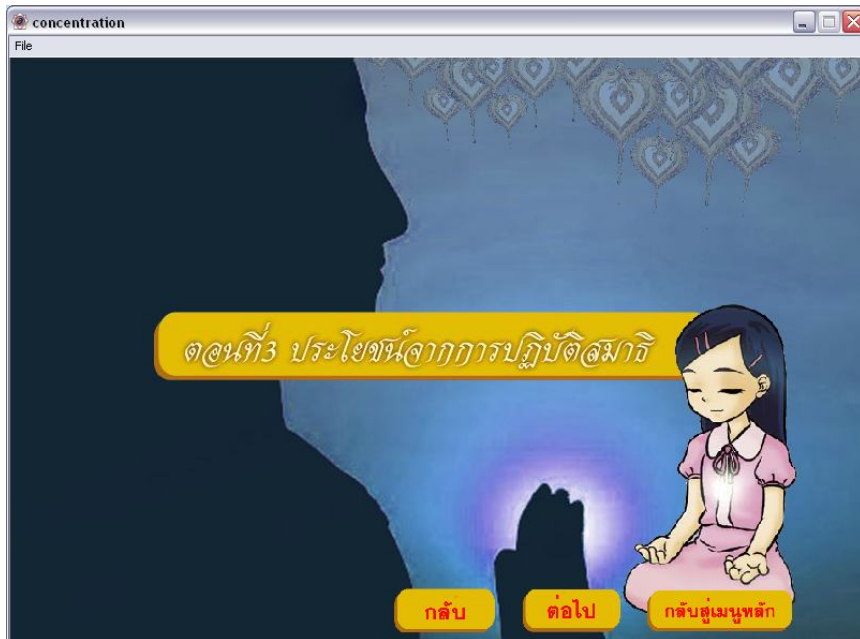 concentration
File
ตอนที่3 ประโยชน์จากการปฏิบัติสมาธิ
กลับ
ต่อไป
กลับสู่เมนูหลัก